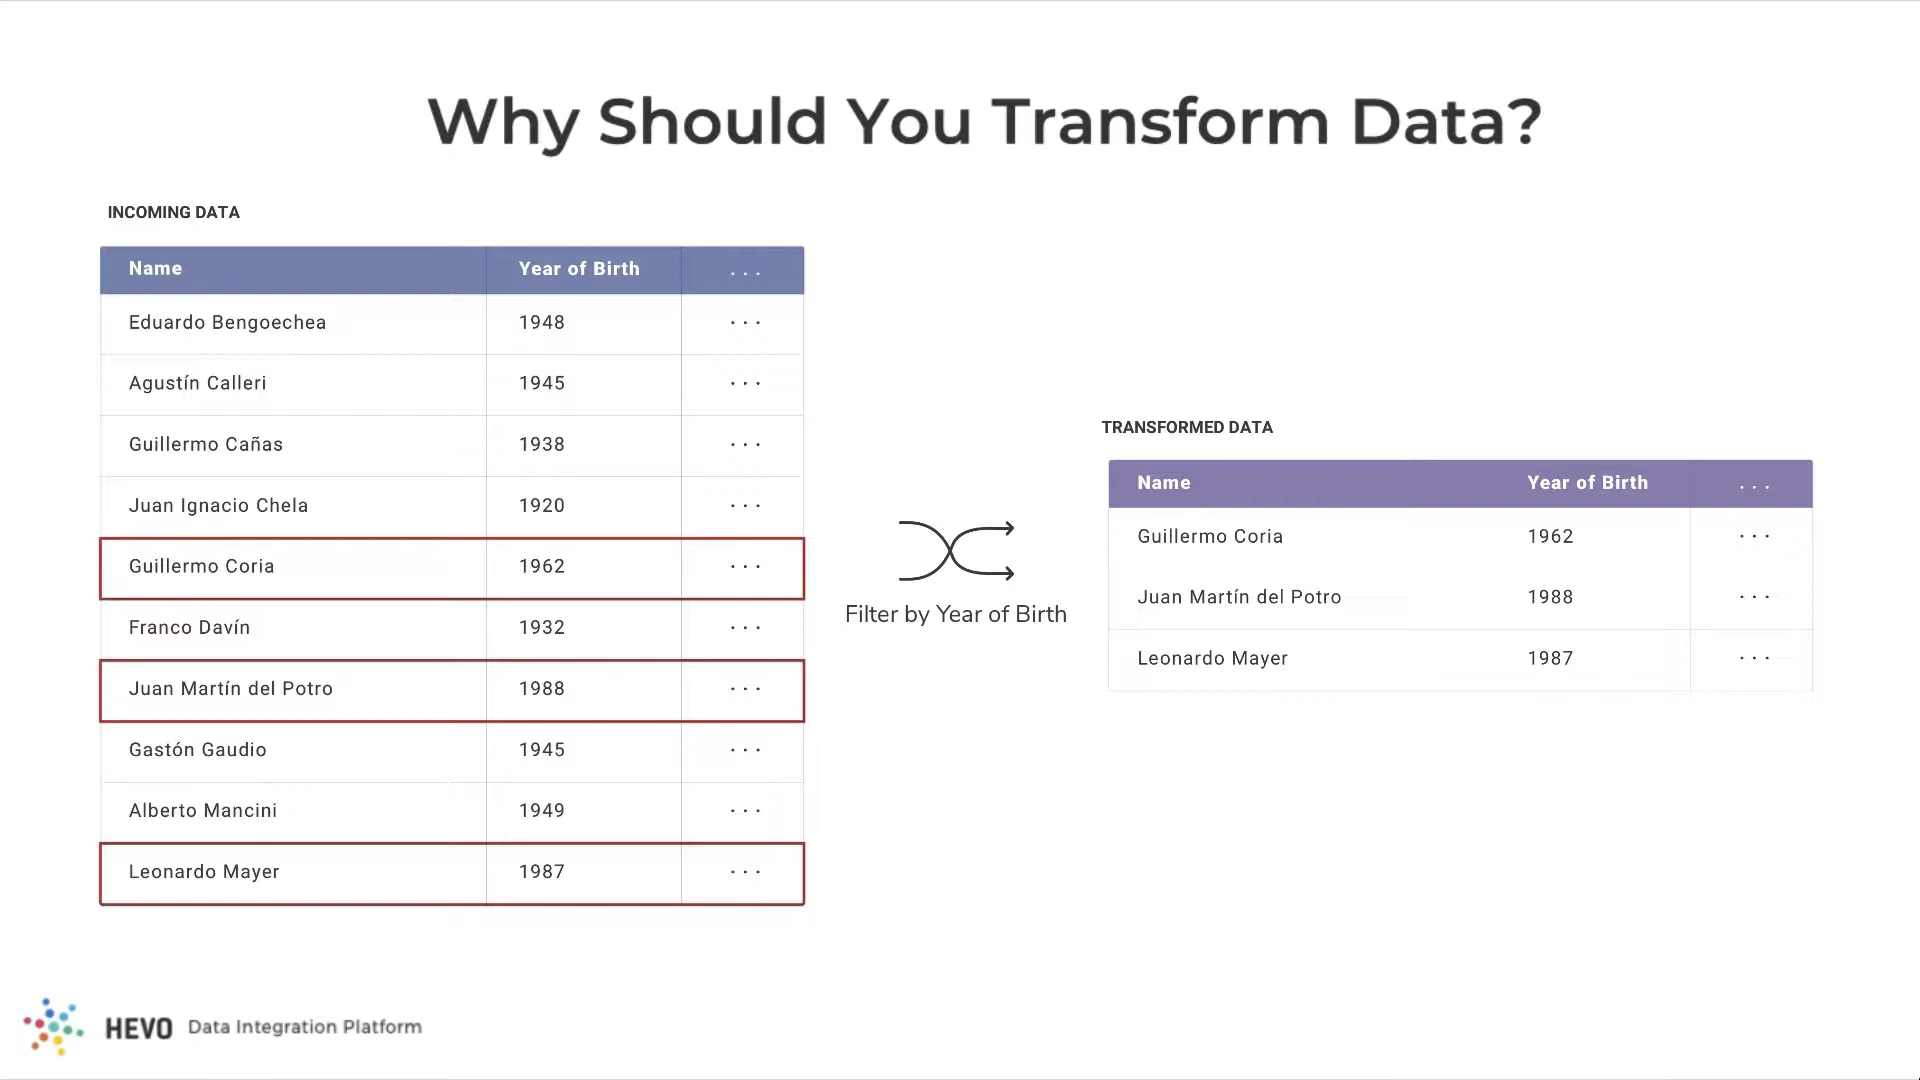 Why Should You Transform Data?
INCOMING DATA
Name Year of Birth ...
Eduardo Bengoechea 1948 ...
Agustín Calleri 1945 ...
Guillermo Cañas 1938 ...
Juan Ignacio Chela 1920 ...
Guillermo Coria 1962 ...
Franco Davín 1932 ...
Juan Martín del Potro 1988 ...
Gastón Gaudio 1945 ...
Alberto Mancini 1949 ...
Leonardo Mayer 1987 ...
Filter by Year of Birth
TRANSFORMED DATA
Name Year of Birth ...
Guillermo Coria 1962 ...
Juan Martín del Potro 1988 ...
Leonardo Mayer 1987 ...
HEVO Data Integration Platform